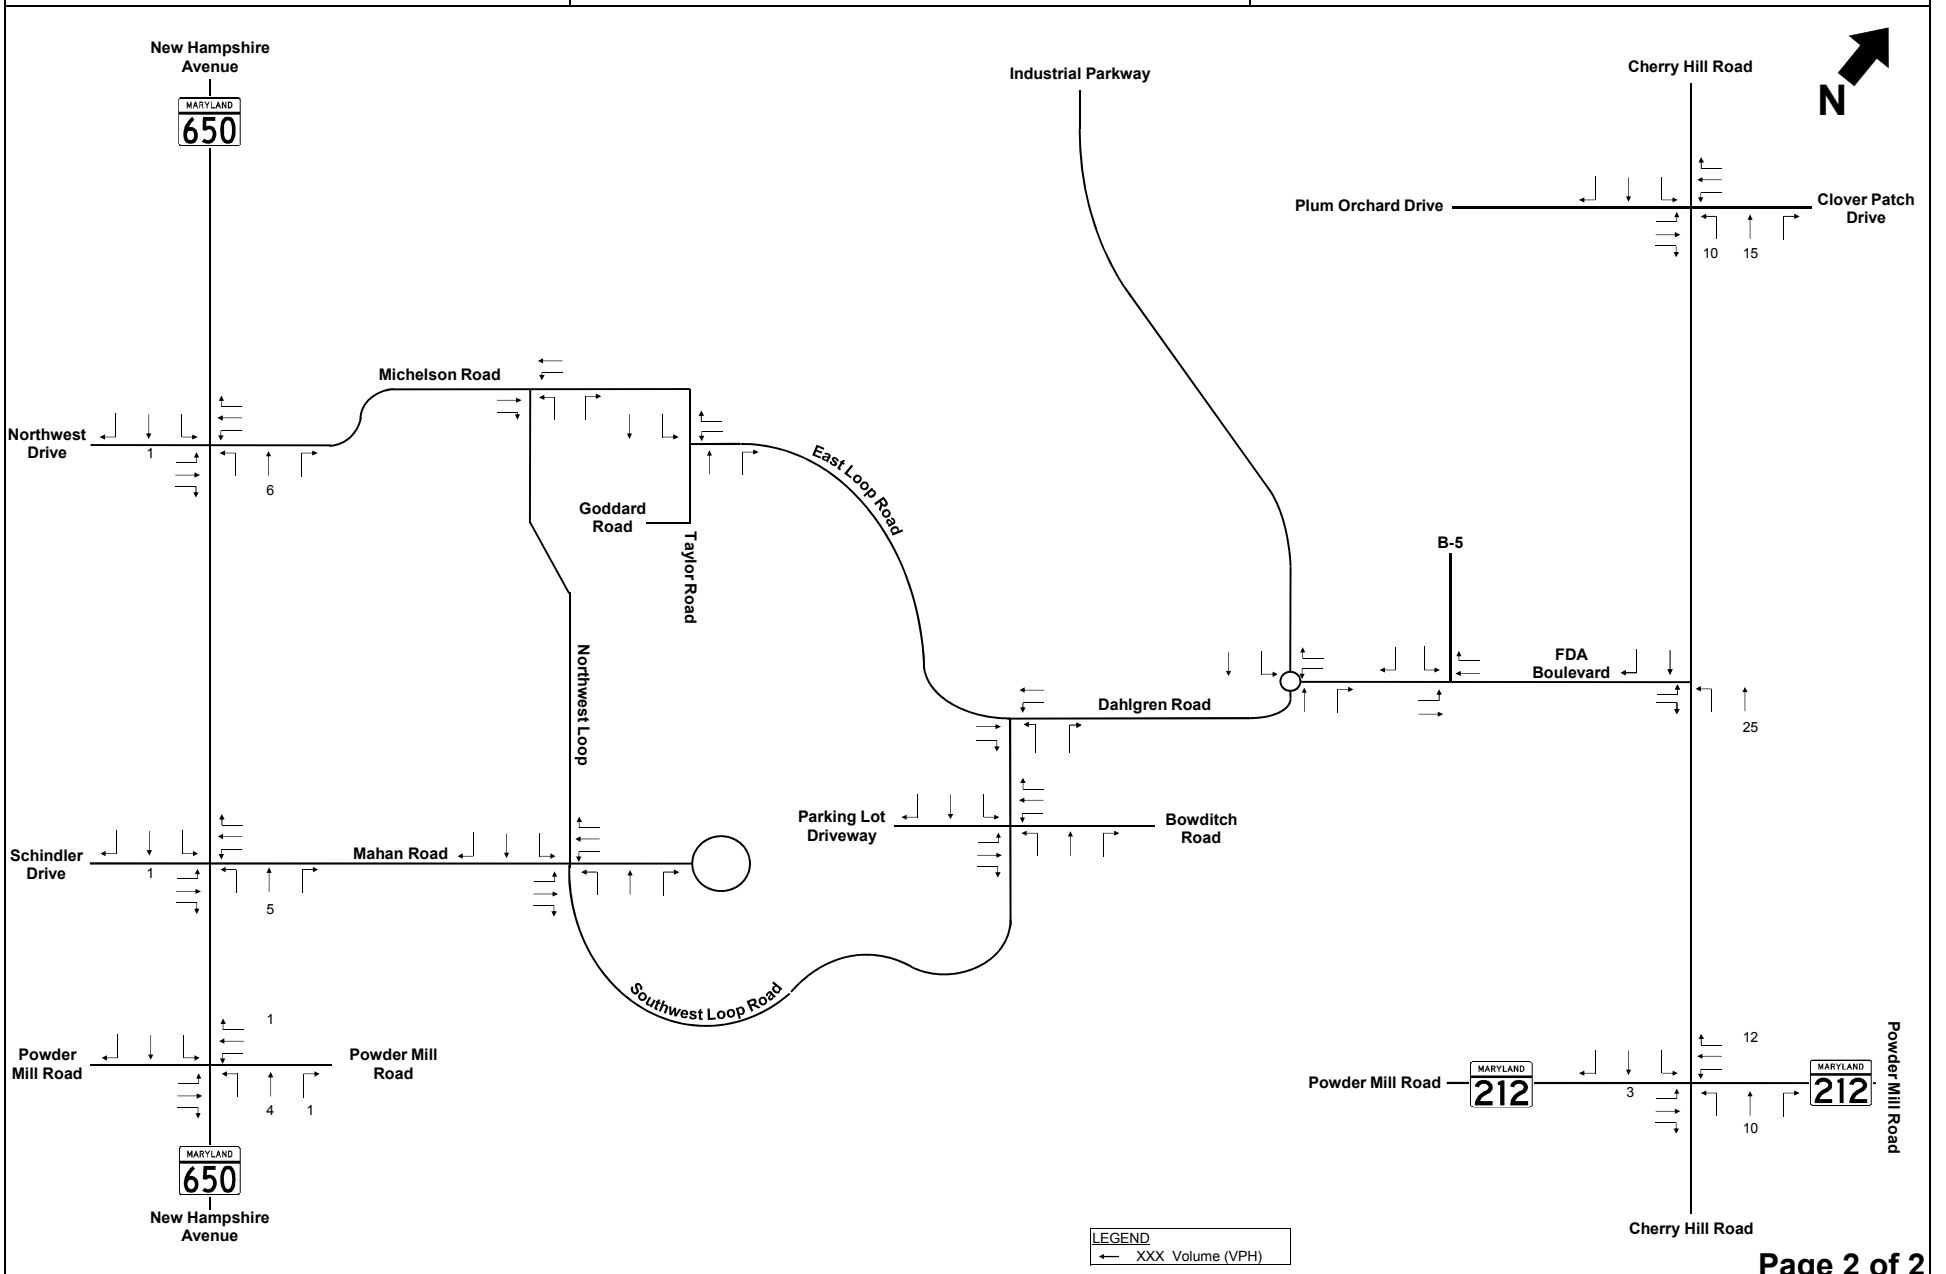 New Hampshire
Avenue
MARYLAND
650
Industrial Parkway
Cherry Hill Road
N
Plum Orchard Drive
Clover Patch
Drive
10
15
Michelson Road
Northwest
Drive
1
6
East Loop Road
Goddard
Road
Taylor Road
B-5
Northwest Loop
FDA
Boulevard
Dahlgren Road
25
Parking Lot
Driveway
Bowditch
Road
Schindler
Drive
1
Mahan Road
5
Southwest Loop Road
1
Powder
Mill Road
Powder Mill
Road
4
1
12
Powder Mill Road
MARYLAND
212
3
MARYLAND
212
Powder Mill Road
10
MARYLAND
650
New Hampshire
Avenue
Cherry Hill Road
LEGEND
XXX Volume (VPH)
Page 2 of 2